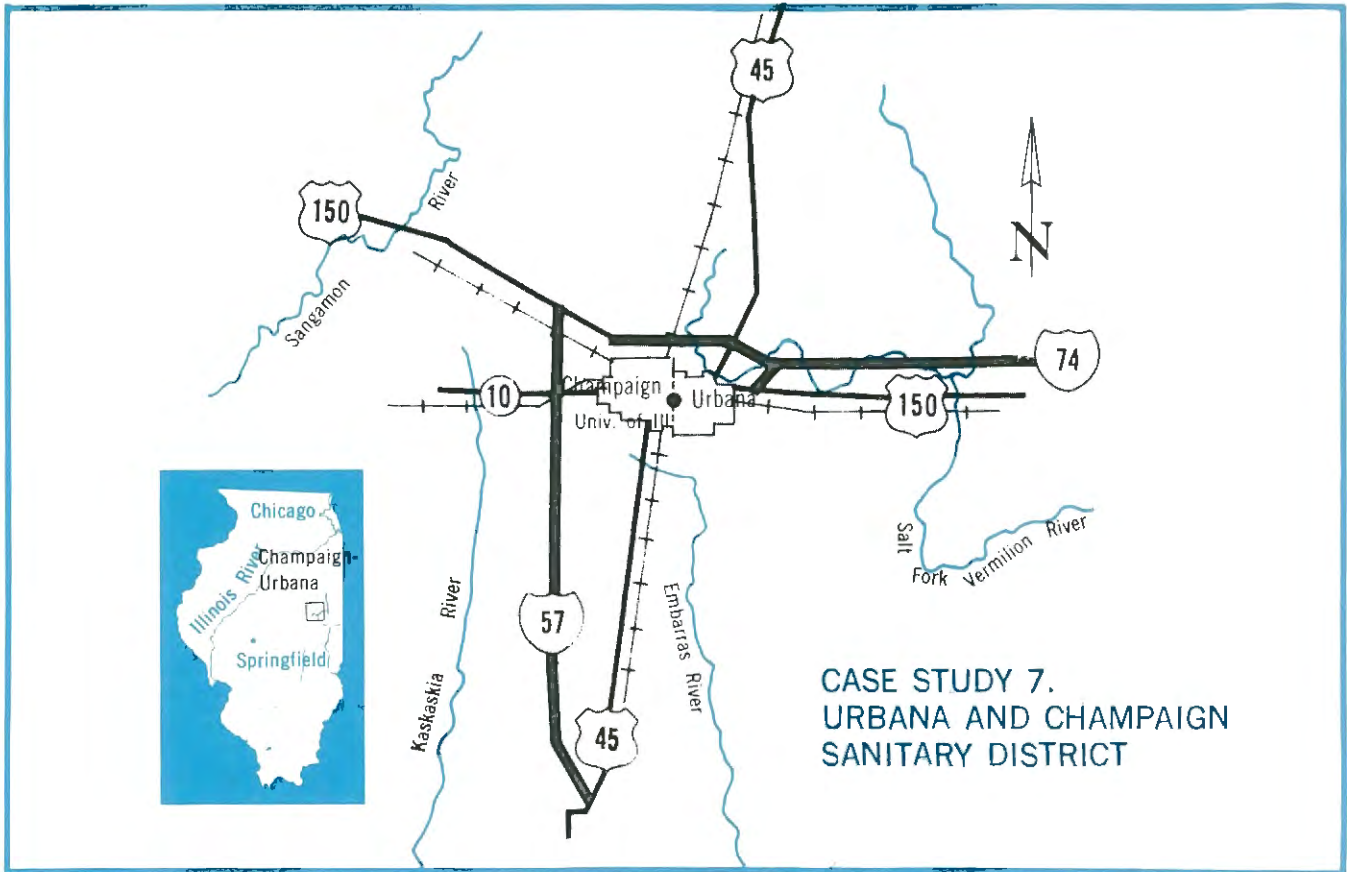 45
150
River
Sangamon
N
74
10
Champaign
Urbana
150
Univ. of Ill.
Chicago
Champaign-
Urbana
Illinois River
Springfield
Kaskaskia River
57
45
Embarras River
Salt
Fork Vermilion River
CASE STUDY 7.
URBANA AND CHAMPAIGN
SANITARY DISTRICT